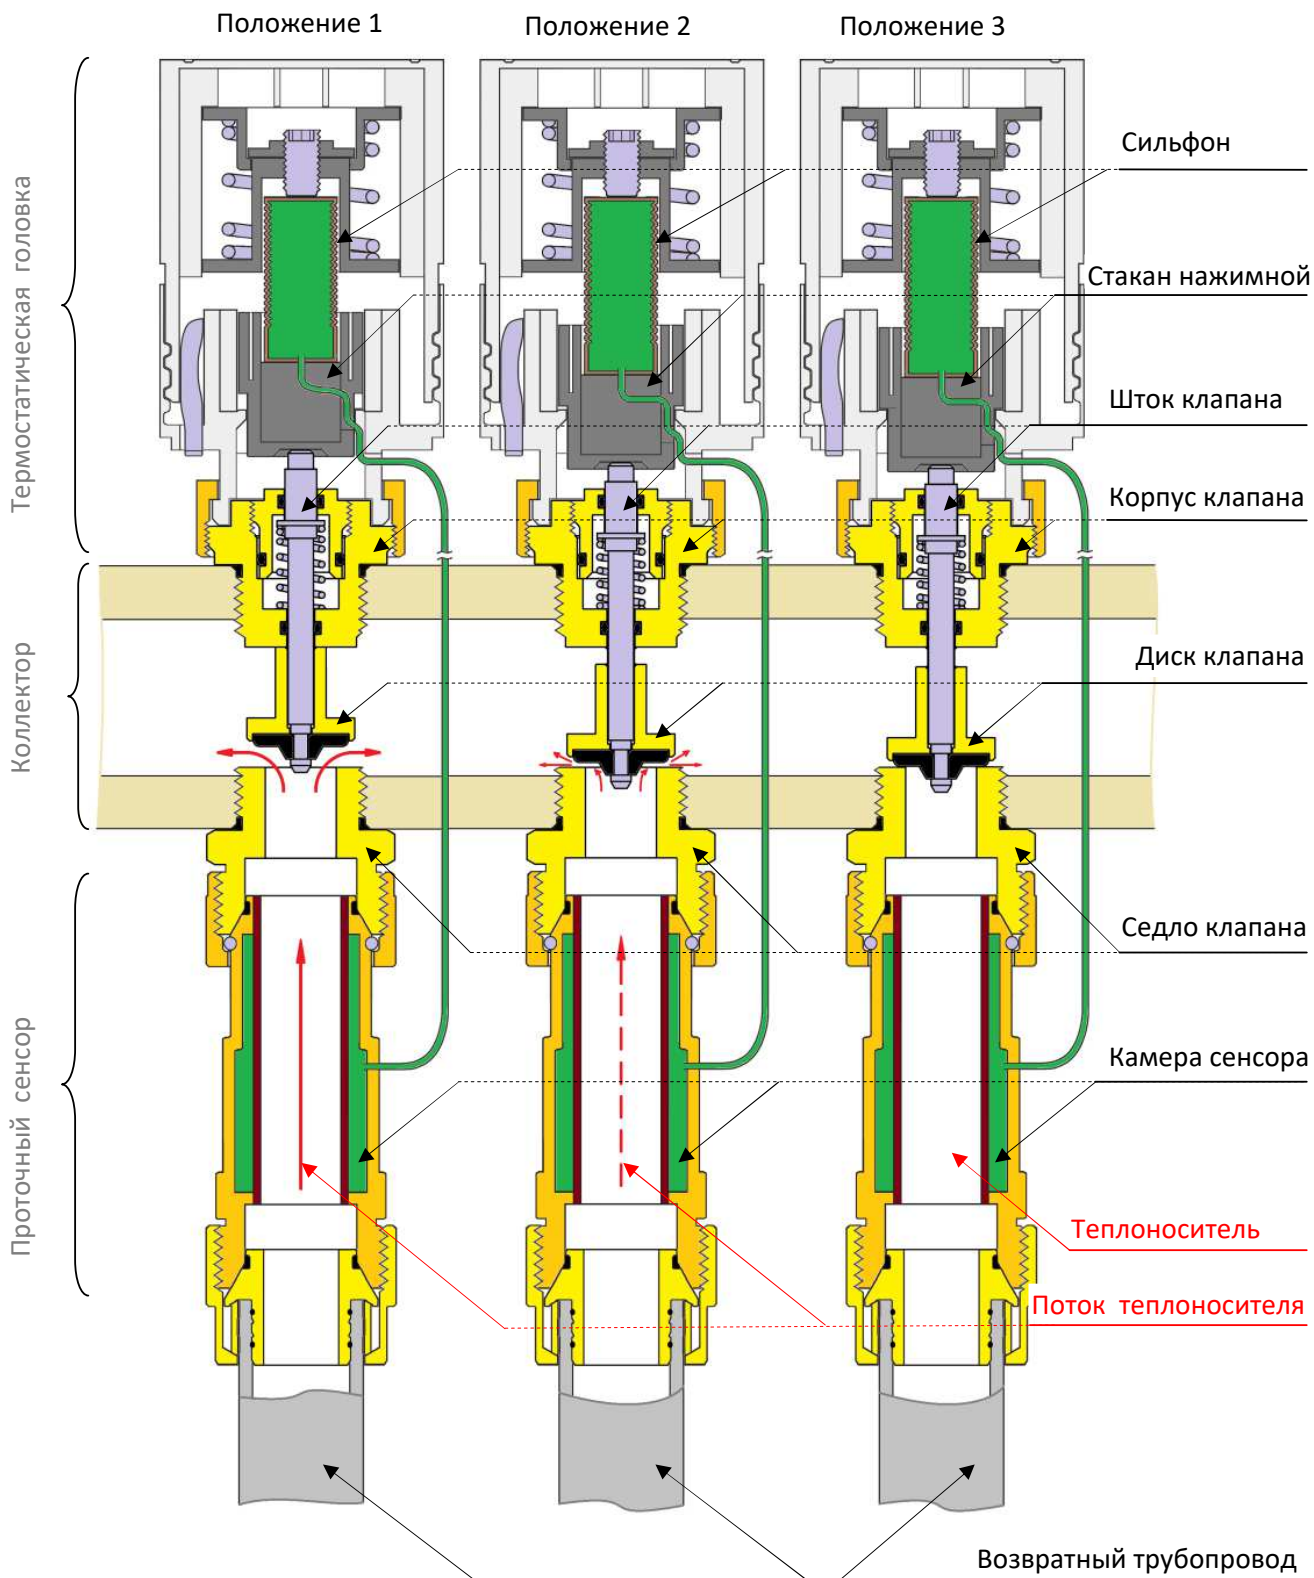 Положение 1
Положение 2
Положение 3
Термостатическая головка
Сильфон
Стакан нажимной
Шток клапана
Корпус клапана
Коллектор
Диск клапана
Проточный сенсор
Седло клапана
Камера сенсора
Теплоноситель
Поток теплоносителя
Возвратный трубопровод